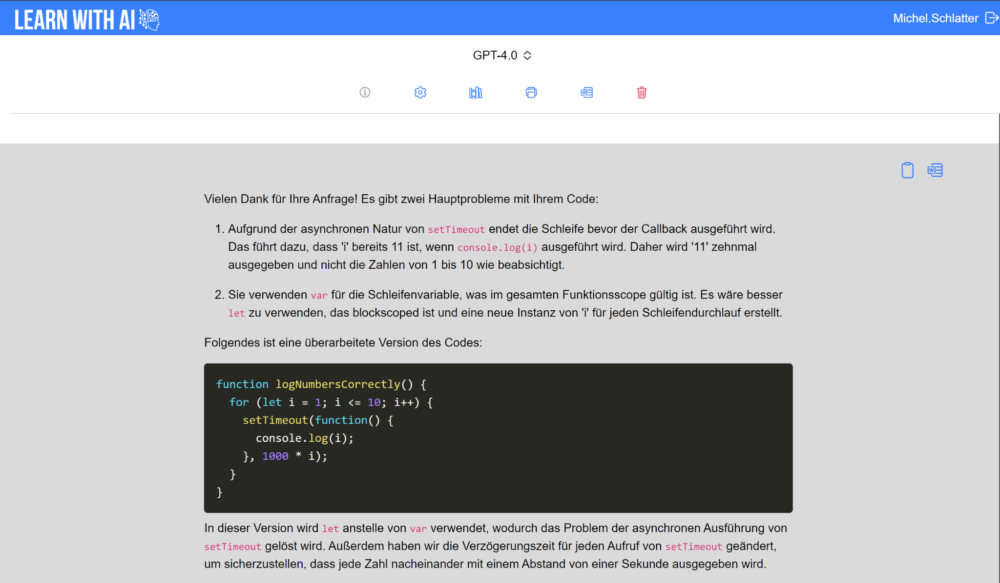 LEARN WITH AI
Michel.Schlatter
GPT-4.0
Vielen Dank für Ihre Anfrage! Es gibt zwei Hauptprobleme mit Ihrem Code:
1. Aufgrund der asynchronen Natur von setTimeout endet die Schleife bevor der Callback ausgeführt wird.
Das führt dazu, dass 'i' bereits 11 ist, wenn console.log(i) ausgeführt wird. Daher wird '11' zehnmal
ausgegeben und nicht die Zahlen von 1 bis 10 wie beabsichtigt.
2. Sie verwenden var für die Schleifenvariable, was im gesamten Funktionsscope gültig ist. Es wäre besser
let zu verwenden, das blockscoped ist und eine neue Instanz von 'i' für jeden Schleifendurchlauf erstellt.
Folgendes ist eine überarbeitete Version des Codes:
function logNumbersCorrectly() {
  for (let i = 1; i <= 10; i++) {
    setTimeout(function() {
      console.log(i);
    }, 1000 * i);
  }
}
In dieser Version wird let anstelle von var verwendet, wodurch das Problem der asynchronen Ausführung von
setTimeout gelöst wird. Außerdem haben wir die Verzögerungszeit für jeden Aufruf von setTimeout geändert,
um sicherzustellen, dass jede Zahl nacheinander mit einem Abstand von einer Sekunde ausgegeben wird.